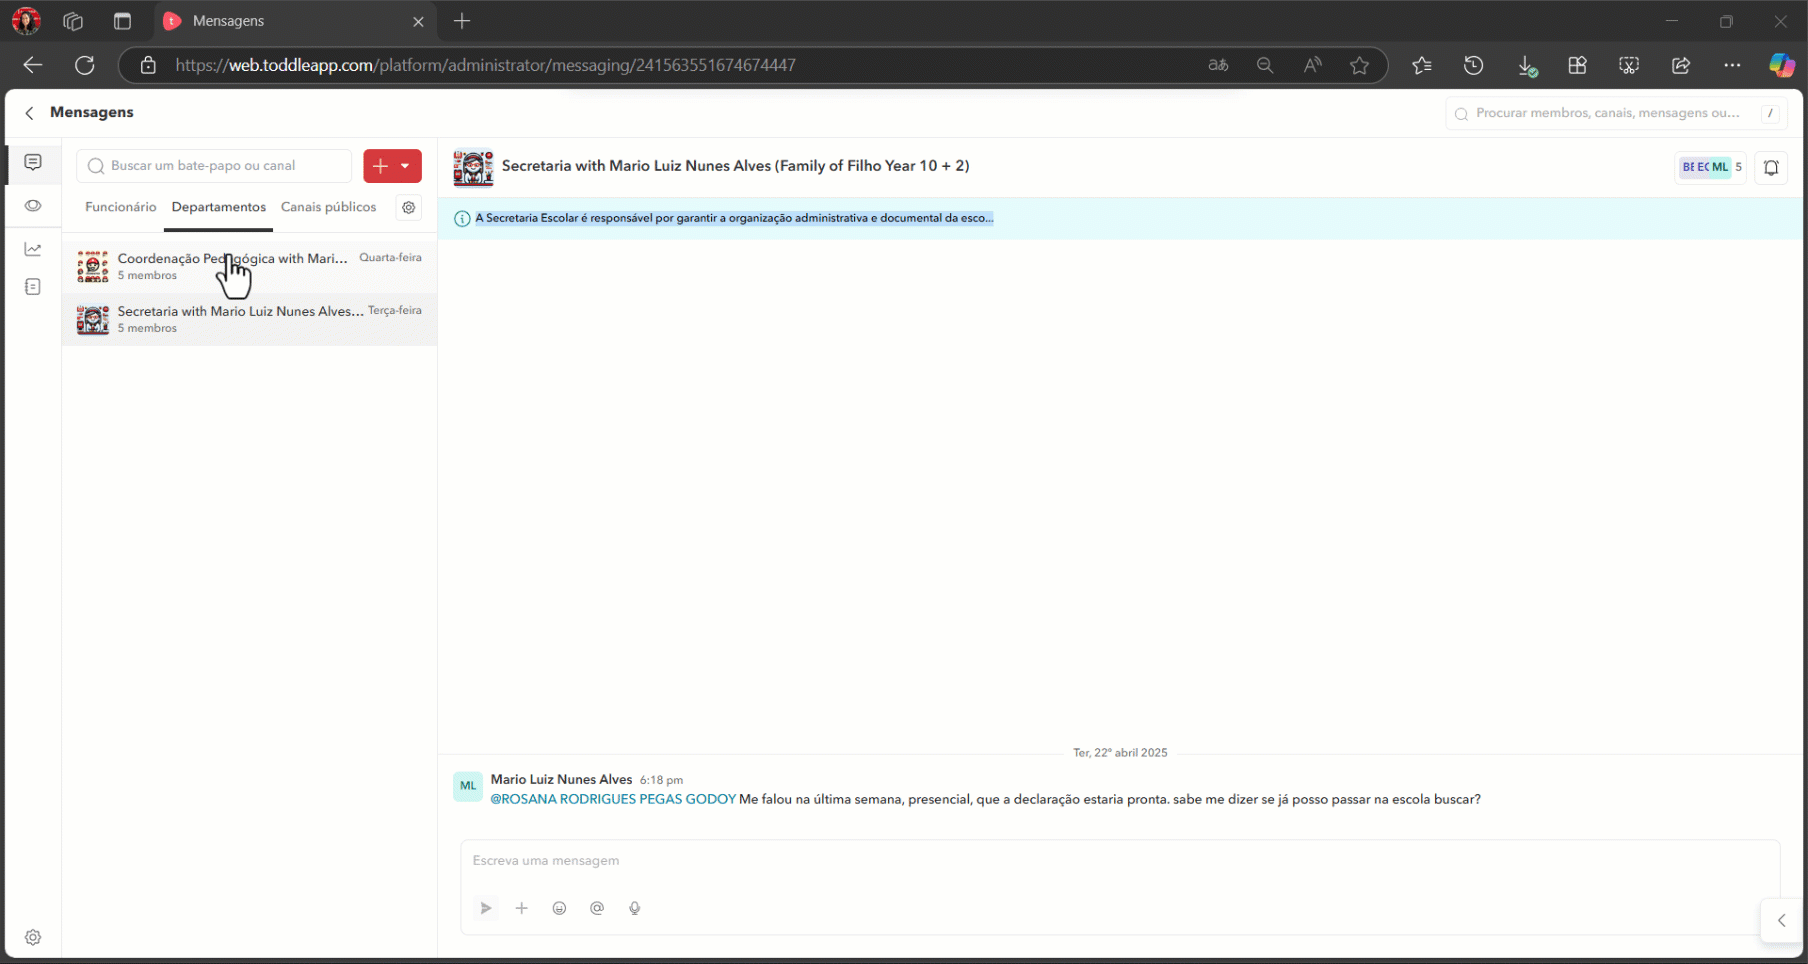 Mensagens
https://web.toddleapp.com/platform/administrator/messaging/241563551674674447
Mensagens
Procurar membros, canais, mensagens ou...
/
Buscar um bate-papo ou canal
Funcionário
Departamentos
Canais públicos
Coordenação Pedagógica with Mari...
Quarta-feira
5 membros
Secretaria with Mario Luiz Nunes Alves...
Terça-feira
5 membros
Secretaria with Mario Luiz Nunes Alves (Family of Filho Year 10 + 2)
ML 5
A Secretaria Escolar é responsável por garantir a organização administrativa e documental da esco...
Ter, 22º abril 2025
ML
Mario Luiz Nunes Alves 6:18 pm
@ROSANA RODRIGUES PEGAS GODOY Me falou na última semana, presencial, que a declaração estaria pronta. sabe me dizer se já posso passar na escola buscar?
Escreva uma mensagem